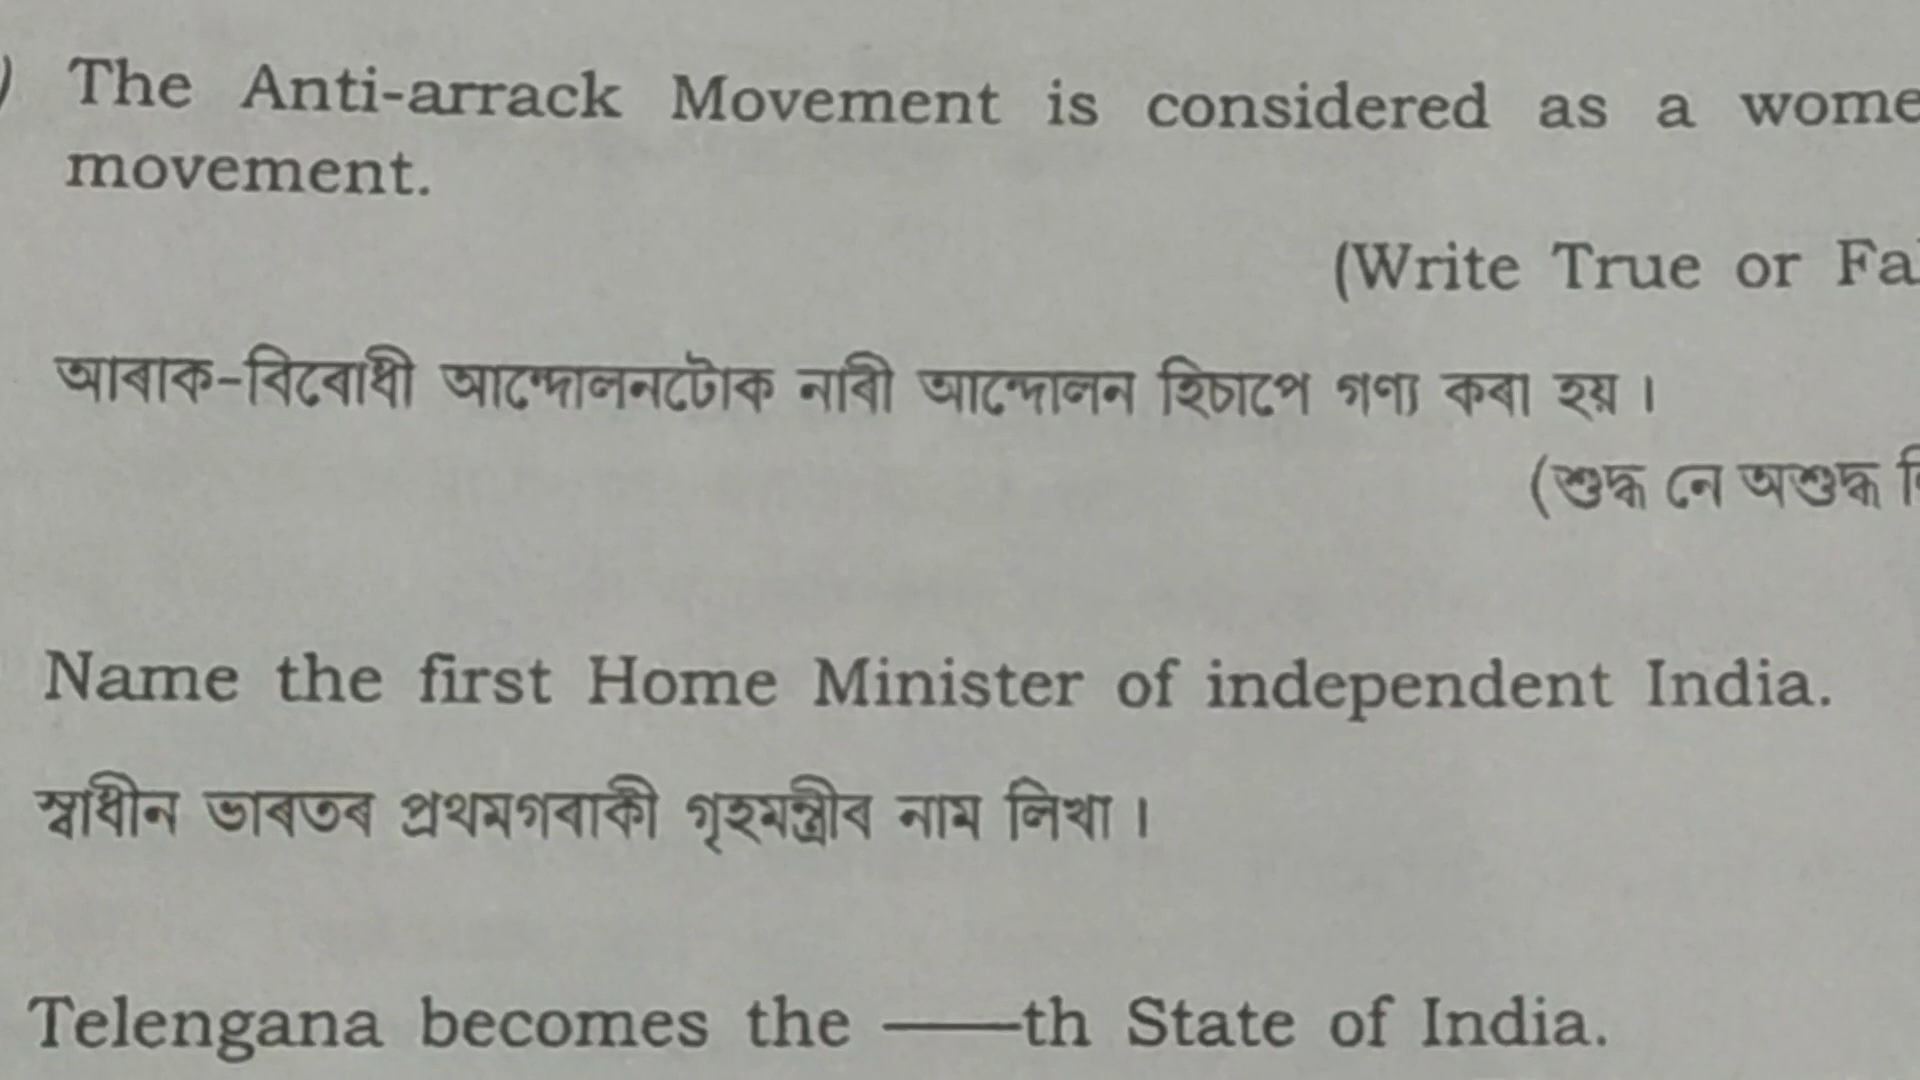 ) The Anti-arrack Movement is considered as a wome
movement.
(Write True or Fa
আৰাক-বিৰোধী আন্দোলনটোক নাৰী আন্দোলন হিচাপে গণ্য কৰা হয় ।
(শুদ্ধ নে অশুদ্ধ
Name the first Home Minister of independent India.
স্বাধীন ভাৰতৰ প্ৰথমগৰাকী গৃহমন্ত্ৰীৰ নাম লিখা ।
Telengana becomes the ——th State of India.